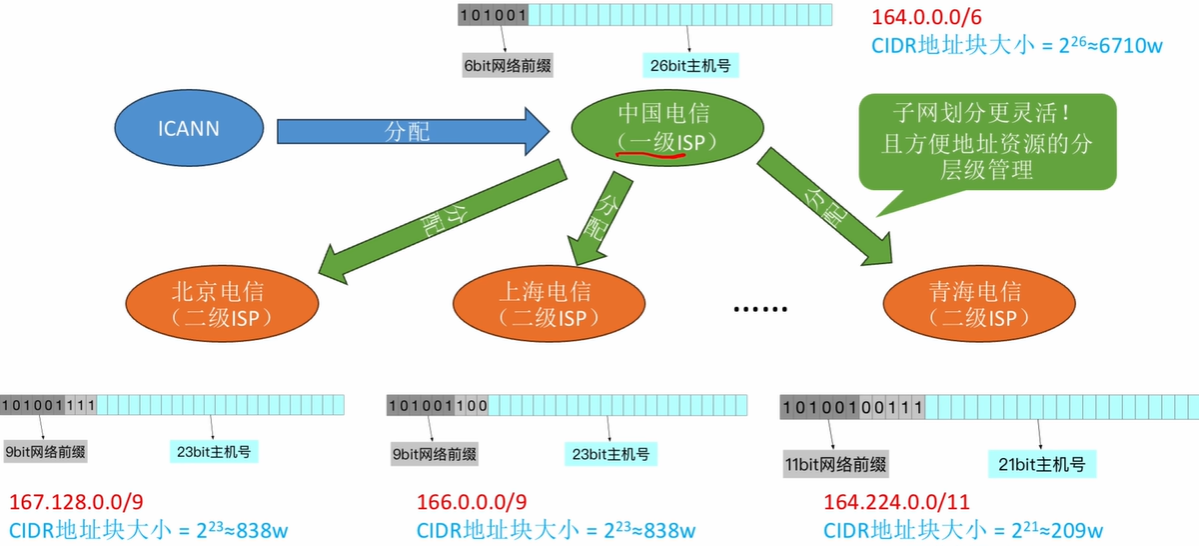 101001
164.0.0.0/6
CIDR地址块大小 = 2²⁶≈6710w
6bit网络前缀
26bit主机号
ICANN
分配
中国电信
（一级ISP）
子网划分更灵活！
且方便地址资源的分
层级管理
分配
分配
分配
北京电信
（二级ISP）
上海电信
（二级ISP）
……
青海电信
（二级ISP）
101001111
9bit网络前缀
23bit主机号
167.128.0.0/9
CIDR地址块大小 = 2²³≈838w
101001100
9bit网络前缀
23bit主机号
166.0.0.0/9
CIDR地址块大小 = 2²³≈838w
10100100111
11bit网络前缀
21bit主机号
164.224.0.0/11
CIDR地址块大小 = 2²¹≈209w